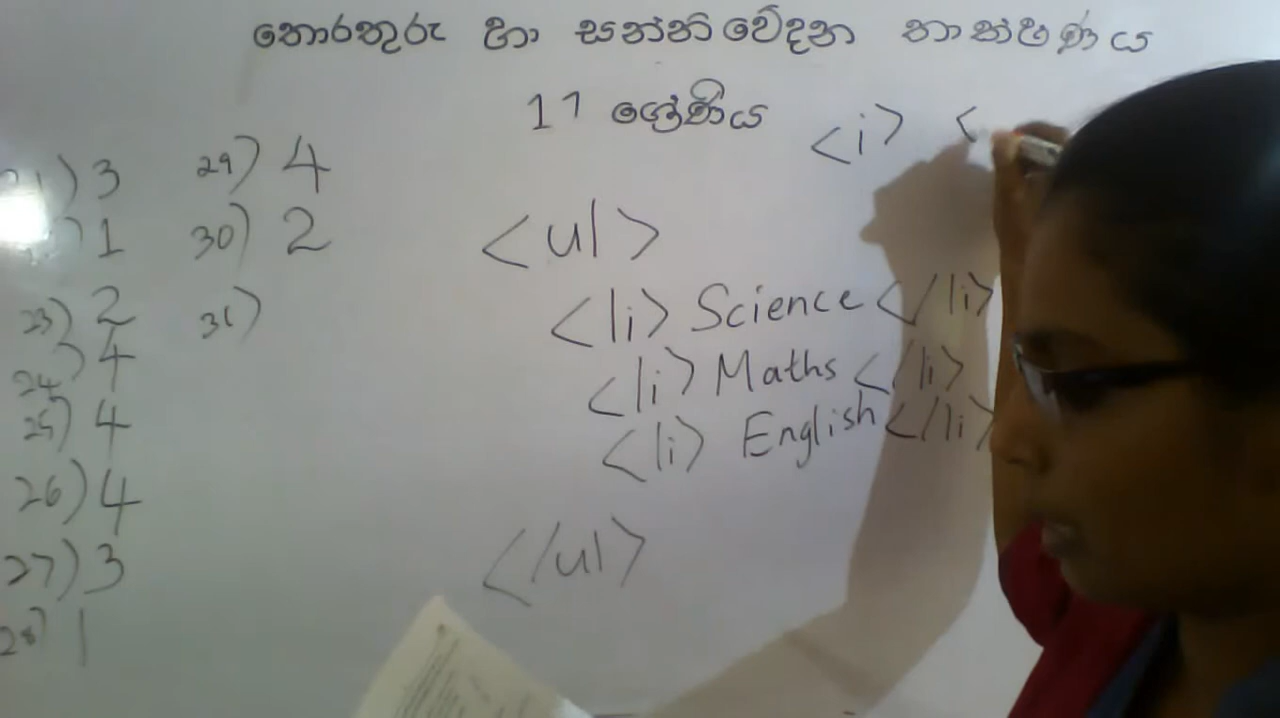 තොරතුරු හා සන්නිවේදන තාක්ෂණය
11 ශ්‍රේණිය
<i> <
1) 3
) 1
23) 2
24) 4
25) 4
26) 4
27) 3
28) 1
29) 4
30) 2
31)
<ul>
<li> Science </li>
<li> Maths </li>
<li> English </li>
</ul>